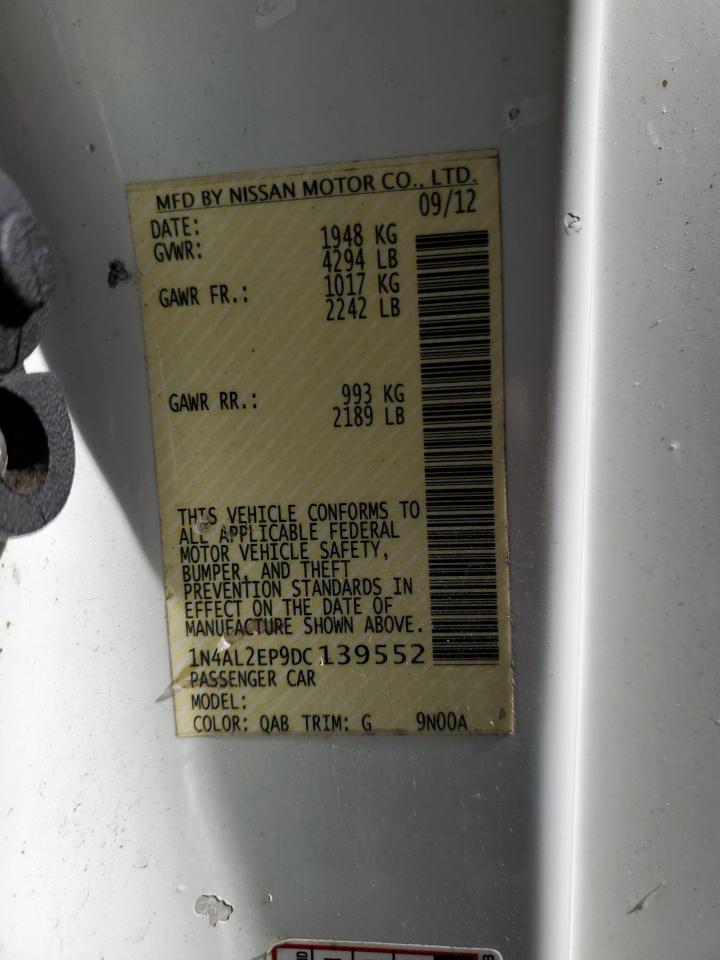 MFD BY NISSAN MOTOR CO., LTD.
DATE: 09/12
GVWR: 1948 KG
4294 LB
GAWR FR.: 1017 KG
2242 LB
GAWR RR.: 993 KG
2189 LB
THIS VEHICLE CONFORMS TO
ALL APPLICABLE FEDERAL
MOTOR VEHICLE SAFETY,
BUMPER, AND THEFT
PREVENTION STANDARDS IN
EFFECT ON THE DATE OF
MANUFACTURE SHOWN ABOVE.
1N4AL2EP9DC139552
PASSENGER CAR
MODEL:
COLOR: QAB TRIM: G 9N00A